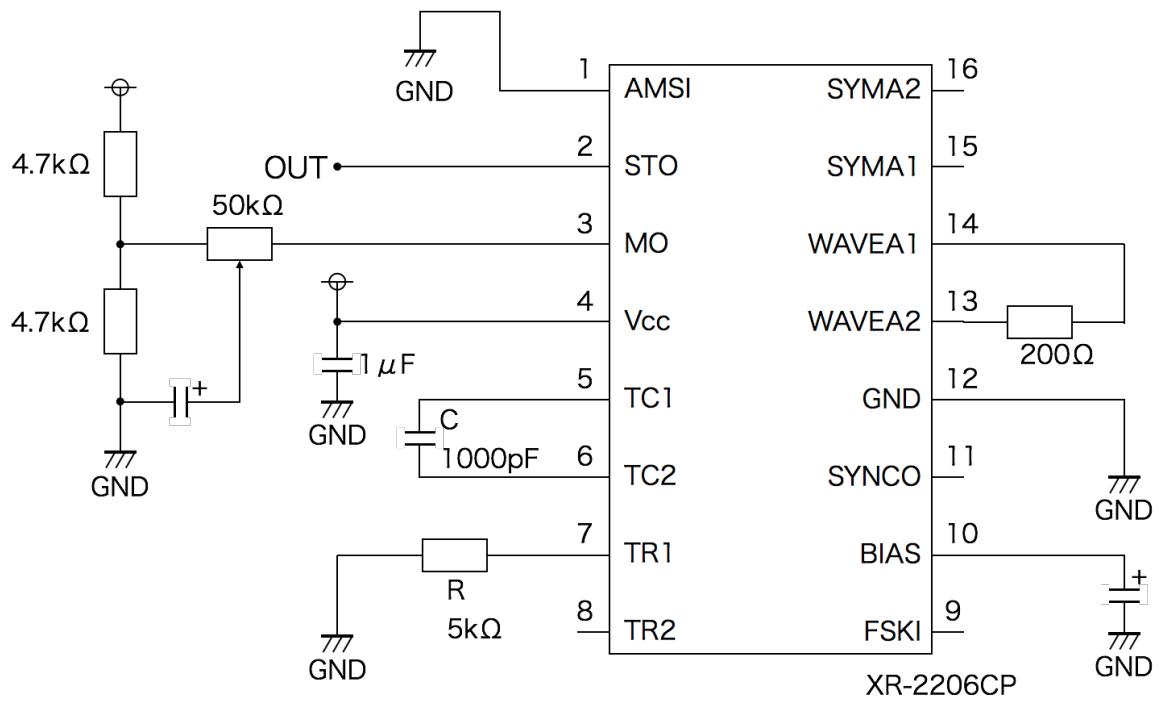 GND
1
AMSI
SYMA2
16
4.7kΩ
OUT
2
STO
SYMA1
15
50kΩ
3
MO
WAVEA1
14
4.7kΩ
4
Vcc
WAVEA2
13
200Ω
1μF
+
GND
5
TC1
GND
12
C
1000pF
6
TC2
SYNCO
11
GND
GND
7
TR1
BIAS
10
R
5kΩ
+
8
TR2
FSKI
9
GND
GND
XR-2206CP